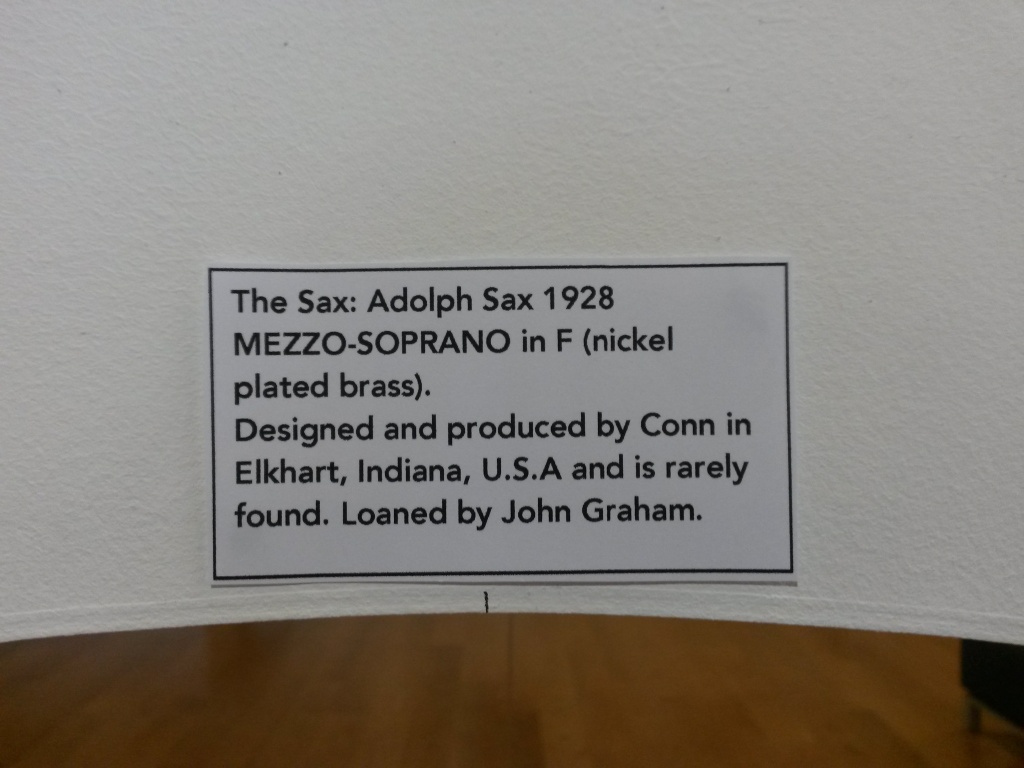 The Sax: Adolph Sax 1928
MEZZO-SOPRANO in F (nickel
plated brass).
Designed and produced by Conn in
Elkhart, Indiana, U.S.A and is rarely
found. Loaned by John Graham.